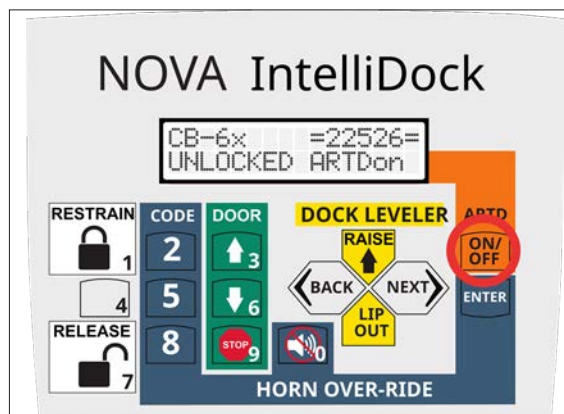 NOVA IntelliDock
CB-6x =22526=
UNLOCKED ARTDon
RESTRAIN CODE DOOR DOCK LEVELER ARTD
1 2 3 RAISE ON/
OFF
4 5 6 BACK NEXT ENTER
LIP
OUT
RELEASE
7 8 STOP 9 0
HORN OVER-RIDE